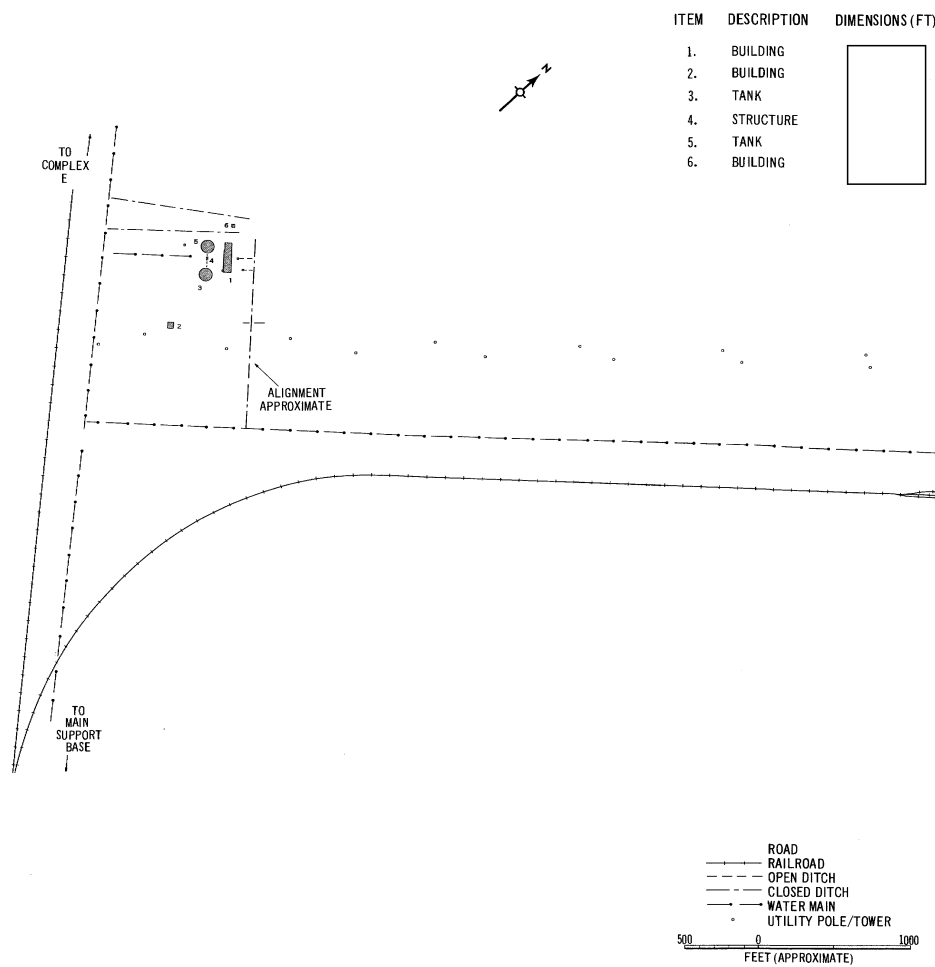 ITEM DESCRIPTION DIMENSIONS (FT)
1. BUILDING
2. BUILDING
3. TANK
4. STRUCTURE
5. TANK
6. BUILDING
N
TO
COMPLEX
E
6
5
4
3
1
2
ALIGNMENT
APPROXIMATE
TO
MAIN
SUPPORT
BASE
ROAD
RAILROAD
OPEN DITCH
CLOSED DITCH
WATER MAIN
UTILITY POLE/TOWER
500 0 1000
FEET (APPROXIMATE)